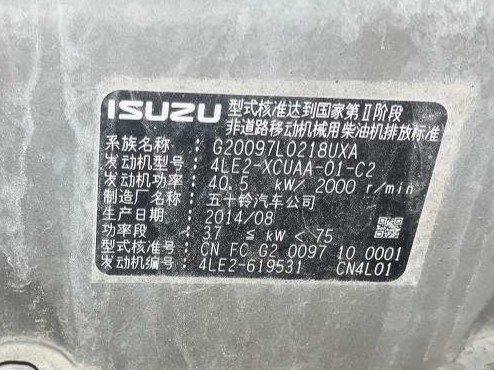 ISUZU 型式核准达到国家第Ⅱ阶段
非道路移动机械用柴油机排放标准
系族名称: G20097L0218UXA
发动机型号: 4LE2-XCUAA-01-C2
发动机功率: 40.5 kW/ 2000 r/min
制造厂名称: 五十铃汽车公司
生产日期: 2014/08
功率段: 37 ≤ kW < 75
型式核准号: CN FC G2 0097 10 0001
发动机编号: 4LE2-619531 CN4L01